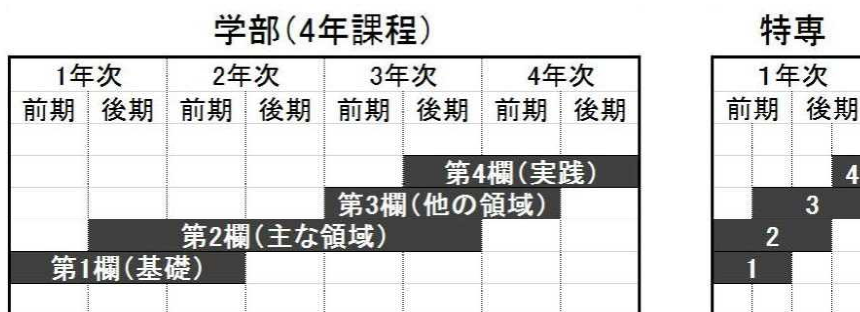 学部(4年課程)
特専
1年次 2年次 3年次 4年次
1年次
前期 後期 前期 後期 前期 後期 前期 後期
前期 後期
第4欄(実践)
4
第3欄(他の領域)
3
第2欄(主な領域)
2
第1欄(基礎)
1